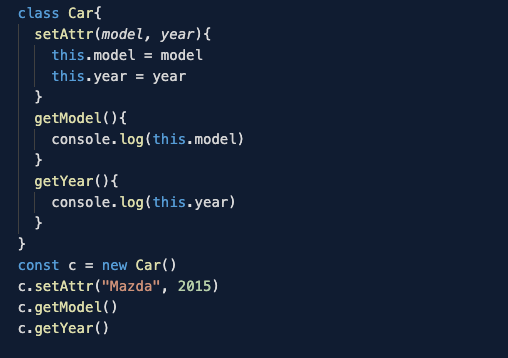 class Car{
  setAttr(model, year){
    this.model = model
    this.year = year
  }
  getModel(){
    console.log(this.model)
  }
  getYear(){
    console.log(this.year)
  }
}
const c = new Car()
c.setAttr("Mazda", 2015)
c.getModel()
c.getYear()